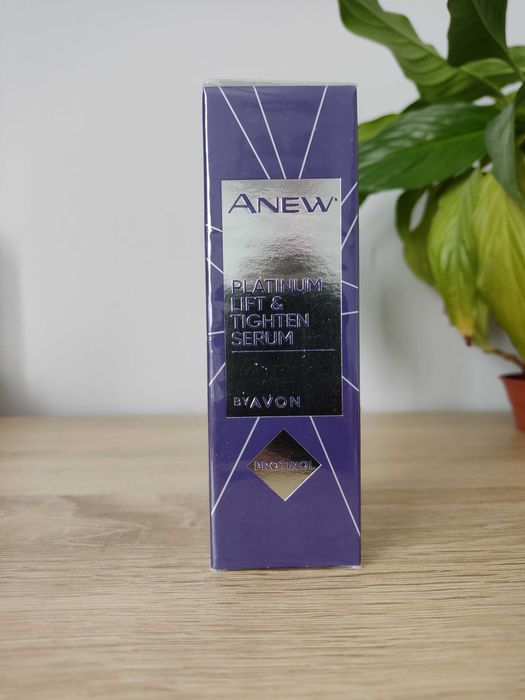 ANEW
PLATINUM
LIFT &
TIGHTEN
SERUM
BY AVON
PROTINOL